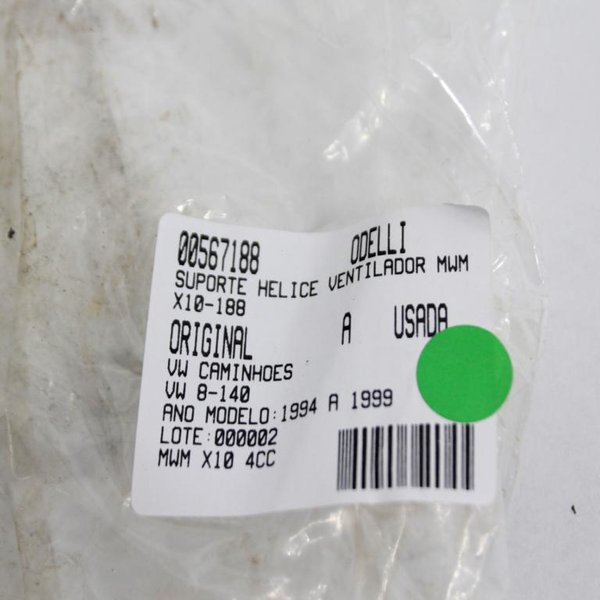 00567188 ODELLI
SUPORTE HELICE VENTILADOR MWM
X10-188
ORIGINAL A USADA
VW CAMINHOES
VW 8-140
ANO MODELO:1994 A 1999
LOTE:000002
MWM X10 4CC